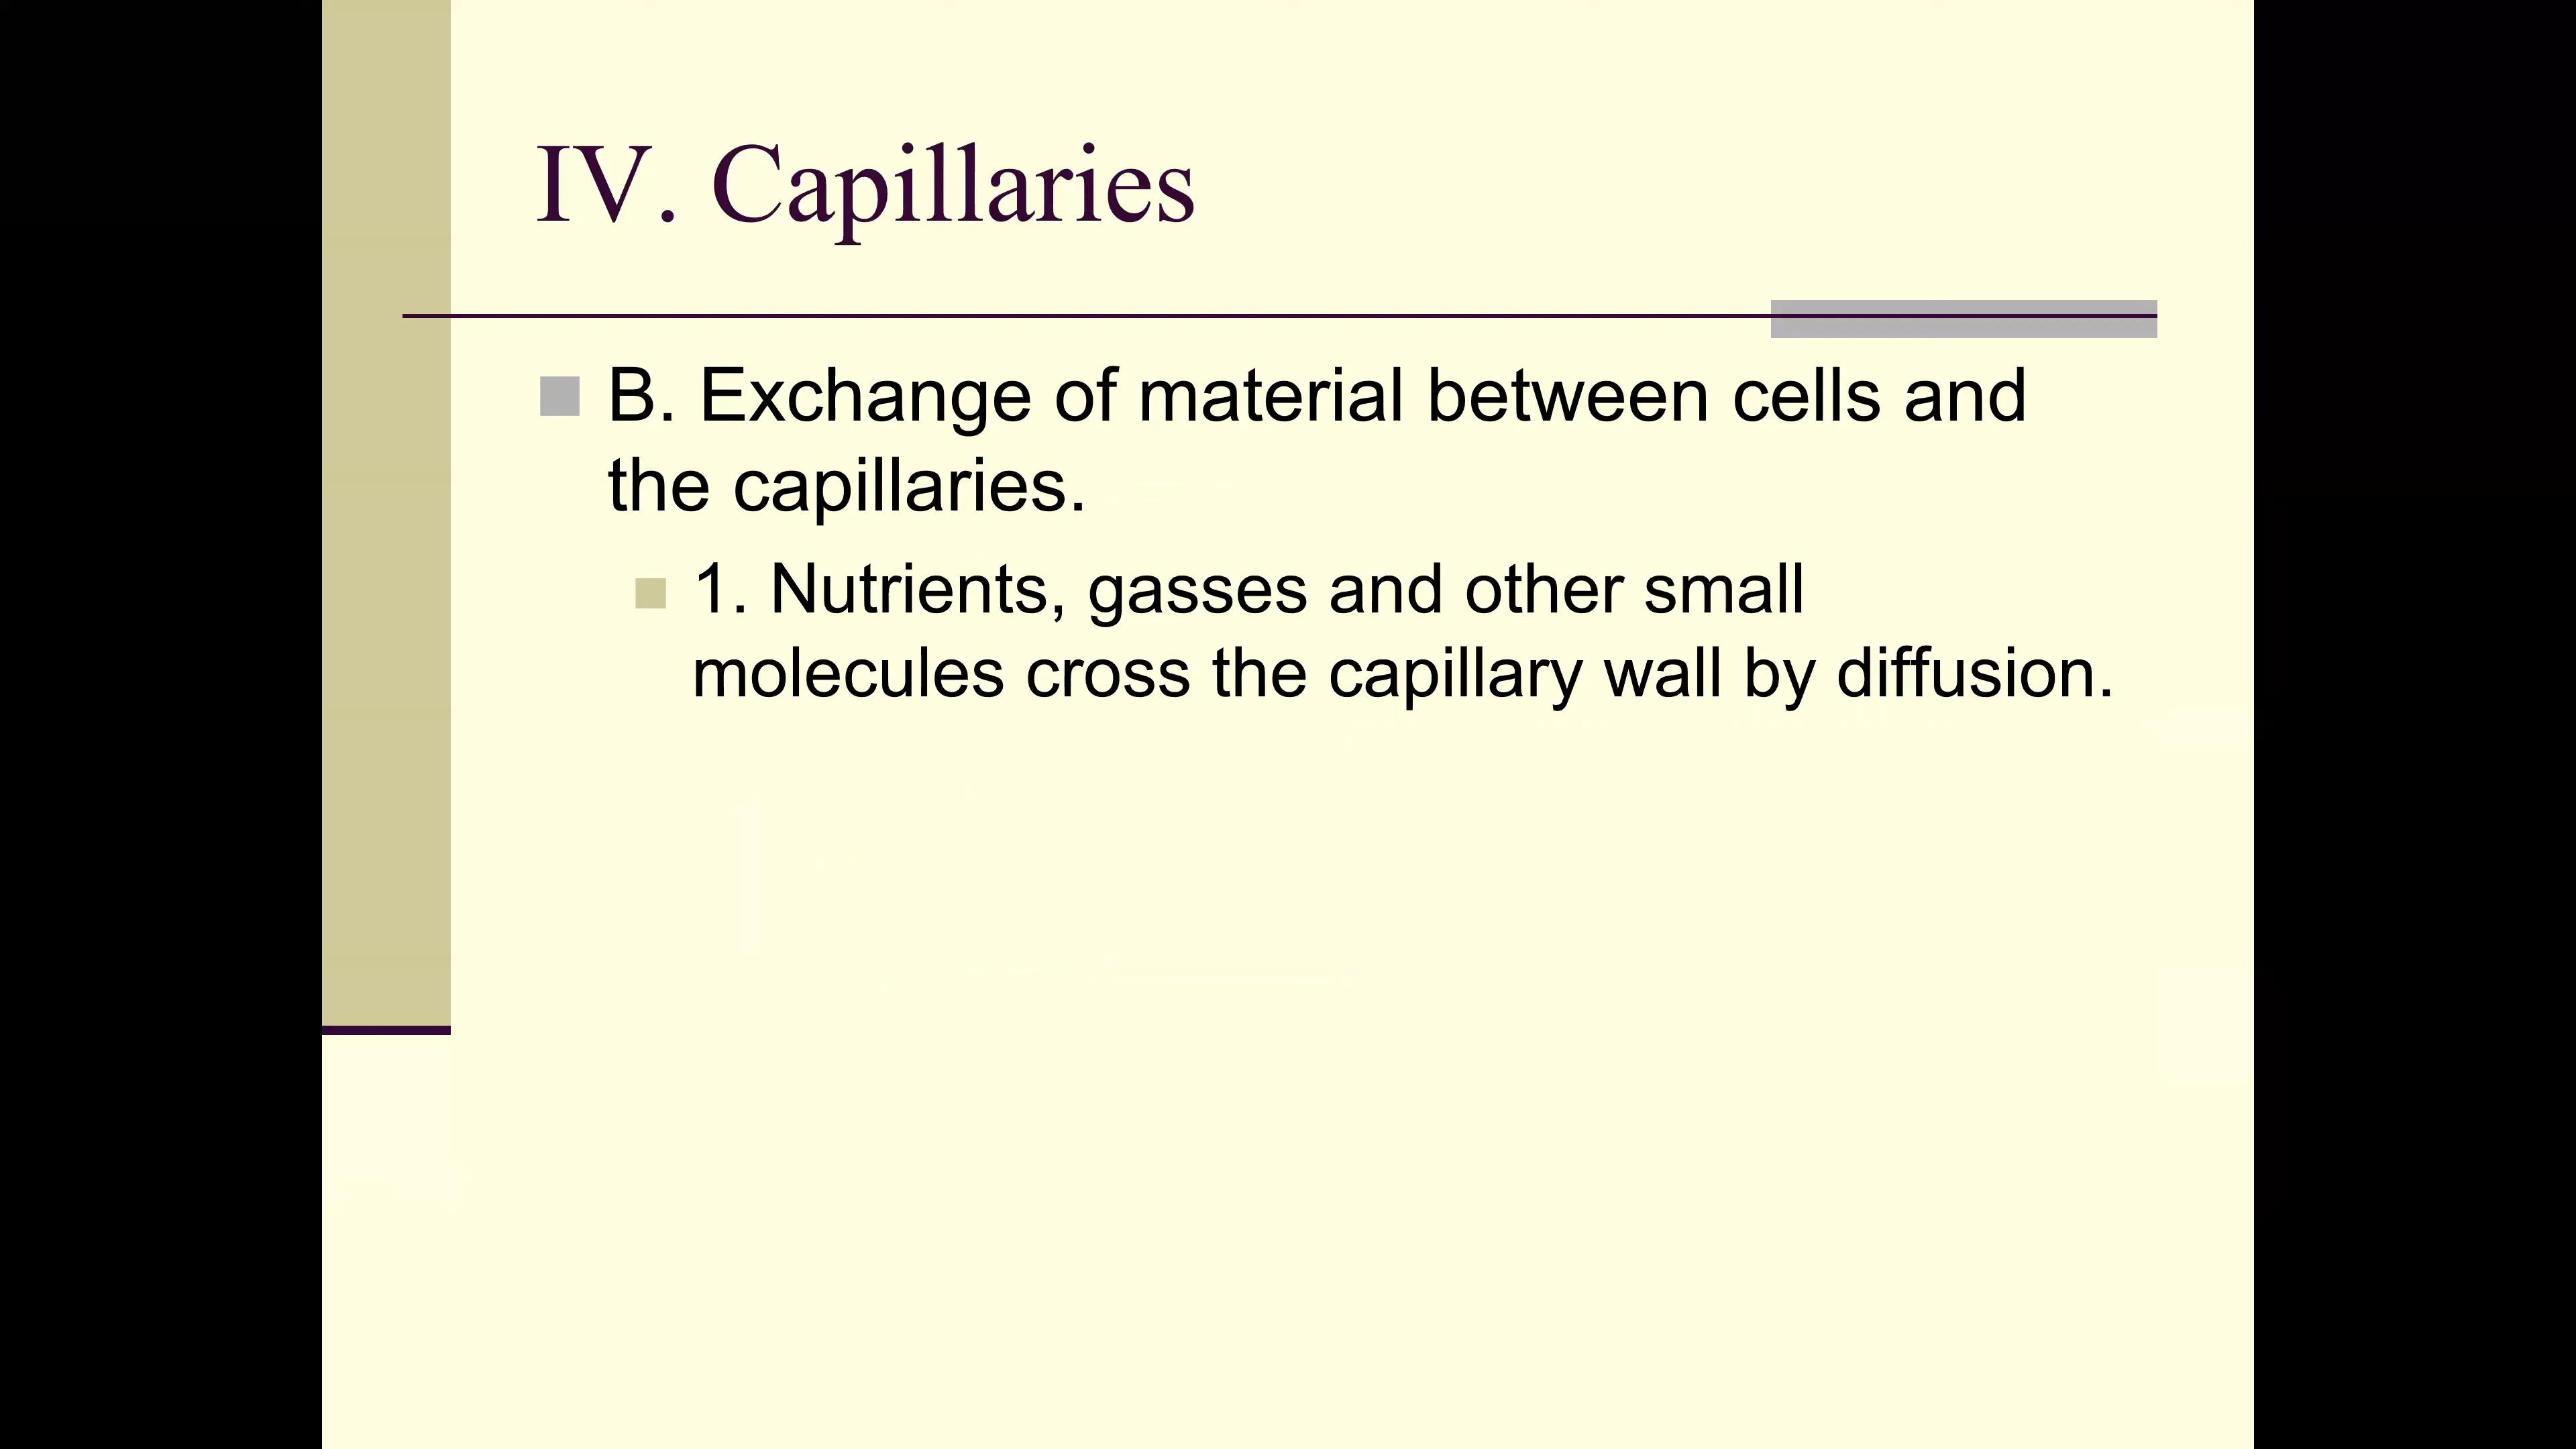 IV. Capillaries
B. Exchange of material between cells and
the capillaries.
1. Nutrients, gasses and other small
molecules cross the capillary wall by diffusion.